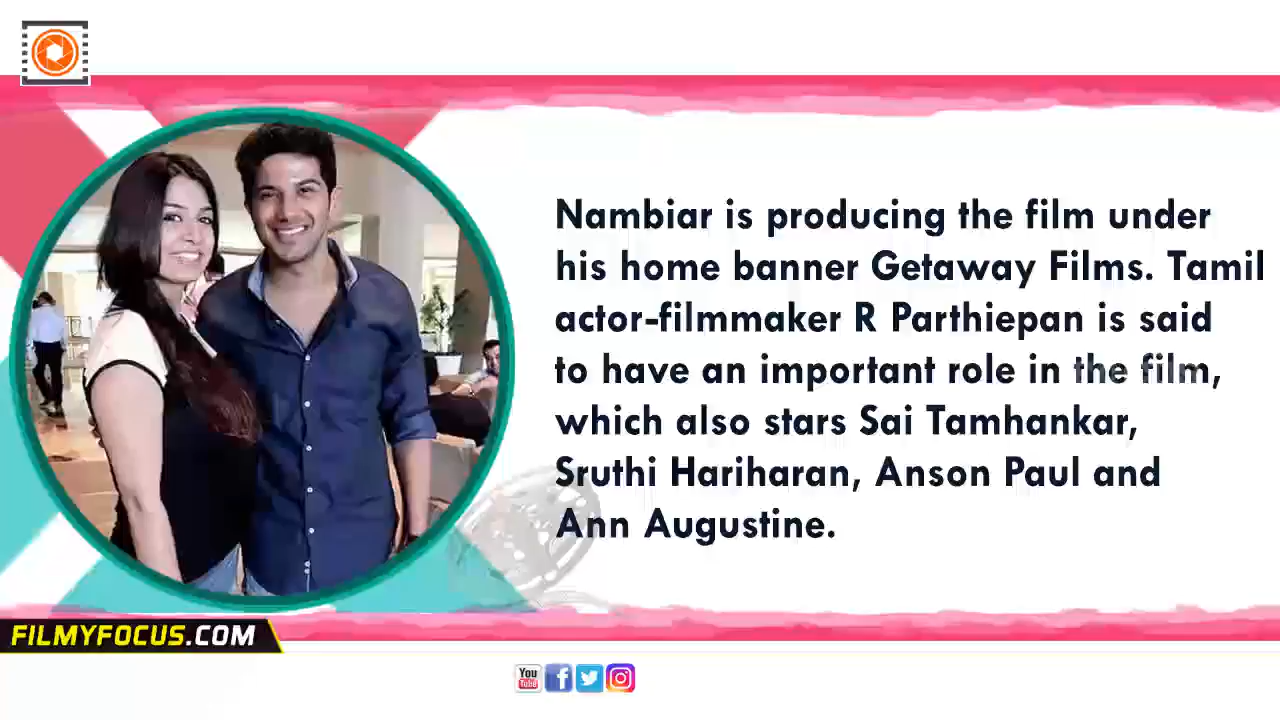 Nambiar is producing the film under
his home banner Getaway Films. Tamil
actor-filmmaker R Parthiepan is said
to have an important role in the film,
which also stars Sai Tamhankar,
Sruthi Hariharan, Anson Paul and
Ann Augustine.
FILMYFOCUS.COM
You
Tube